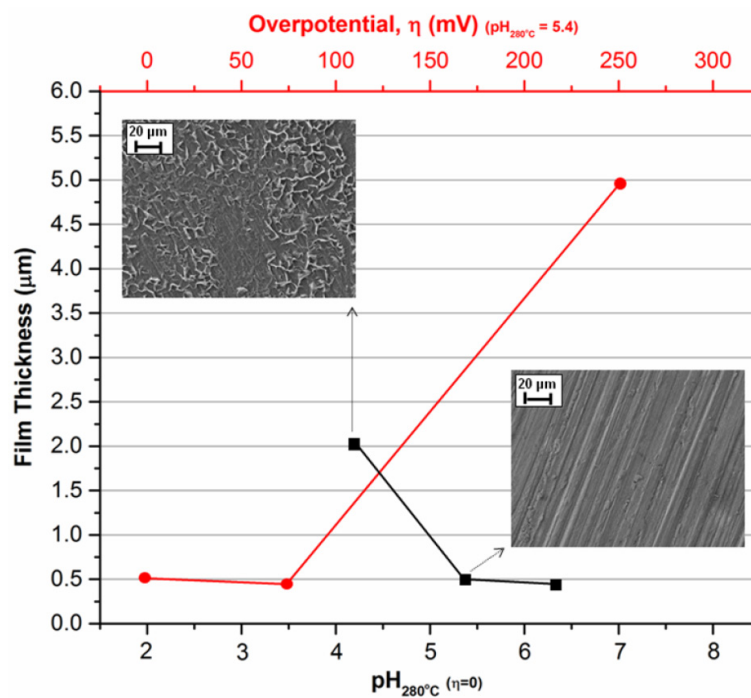 Overpotential, η (mV) (pH280°C = 5.4)
0 50 100 150 200 250 300
6.0
5.5
5.0
4.5
4.0
3.5
3.0
2.5
2.0
1.5
1.0
0.5
0.0
Film Thickness (μm)
20 μm
20 μm
2 3 4 5 6 7 8
pH280°C (η=0)